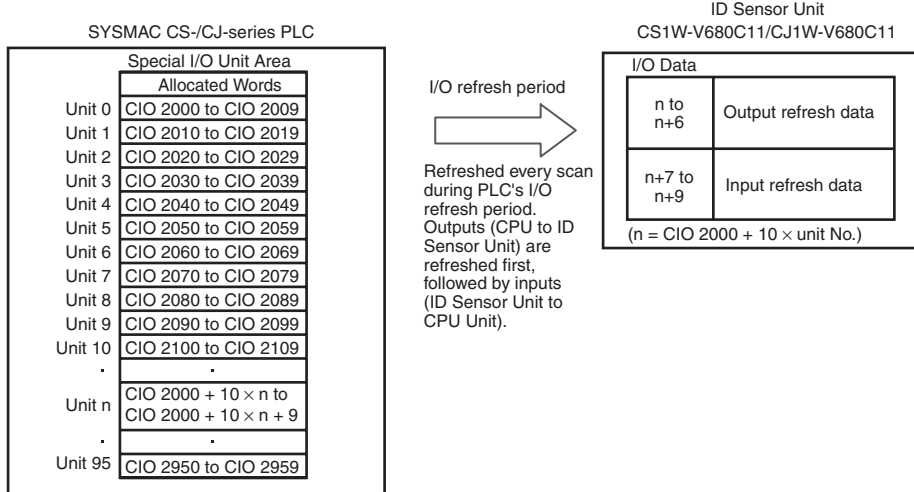 SYSMAC CS-/CJ-series PLC
Special I/O Unit Area
Allocated Words
Unit 0 CIO 2000 to CIO 2009
Unit 1 CIO 2010 to CIO 2019
Unit 2 CIO 2020 to CIO 2029
Unit 3 CIO 2030 to CIO 2039
Unit 4 CIO 2040 to CIO 2049
Unit 5 CIO 2050 to CIO 2059
Unit 6 CIO 2060 to CIO 2069
Unit 7 CIO 2070 to CIO 2079
Unit 8 CIO 2080 to CIO 2089
Unit 9 CIO 2090 to CIO 2099
Unit 10 CIO 2100 to CIO 2109
. .
Unit n CIO 2000 + 10 × n to
CIO 2000 + 10 × n + 9
. .
Unit 95 CIO 2950 to CIO 2959
I/O refresh period
Refreshed every scan
during PLC's I/O
refresh period.
Outputs (CPU to ID
Sensor Unit) are
refreshed first,
followed by inputs
(ID Sensor Unit to
CPU Unit).
ID Sensor Unit
CS1W-V680C11/CJ1W-V680C11
I/O Data
n to
n+6
Output refresh data
n+7 to
n+9
Input refresh data
(n = CIO 2000 + 10 × unit No.)